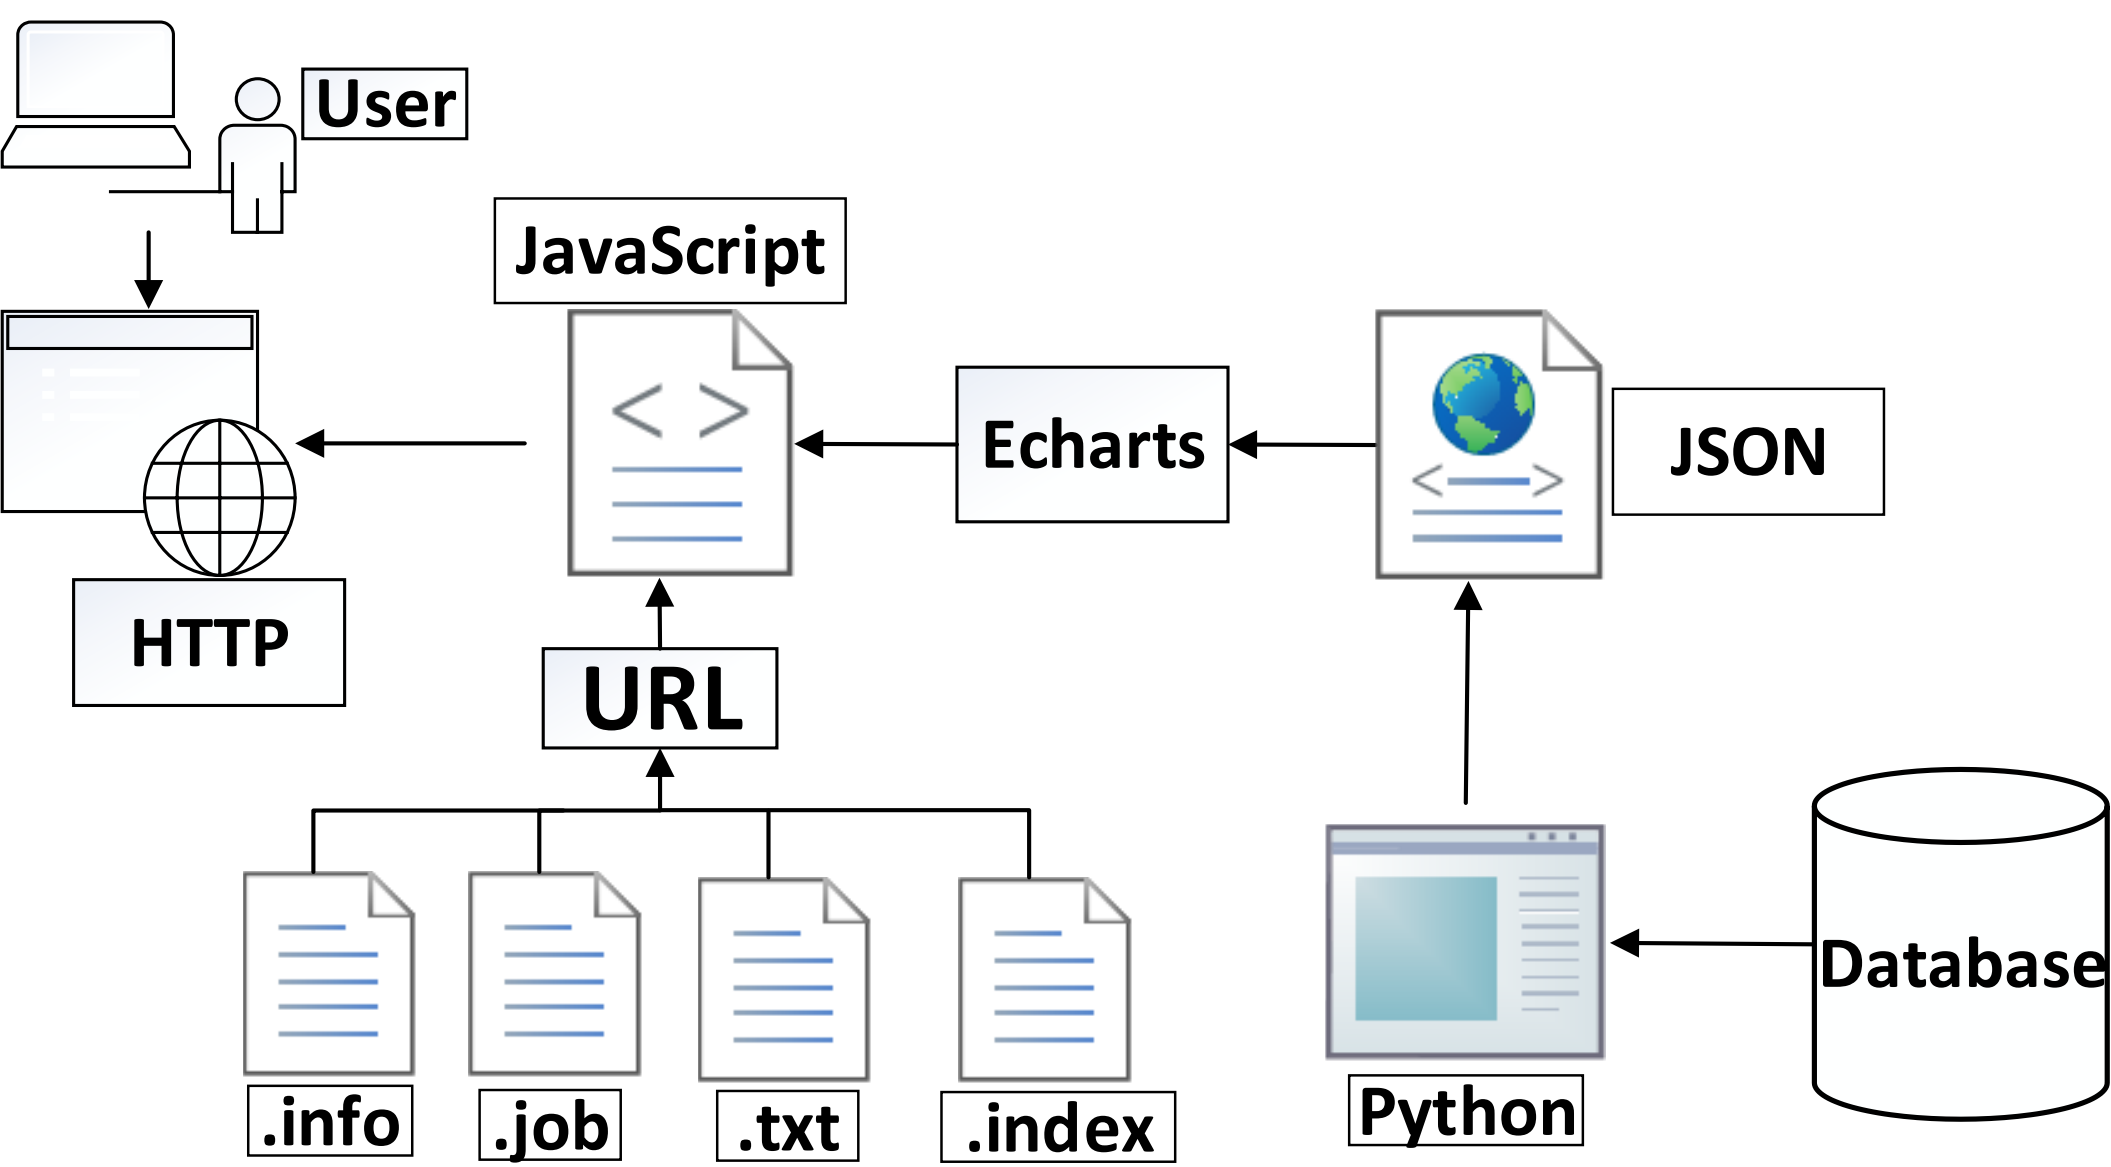 User
JavaScript
Echarts
JSON
HTTP
URL
Database
.info
.job
.txt
.index
Python